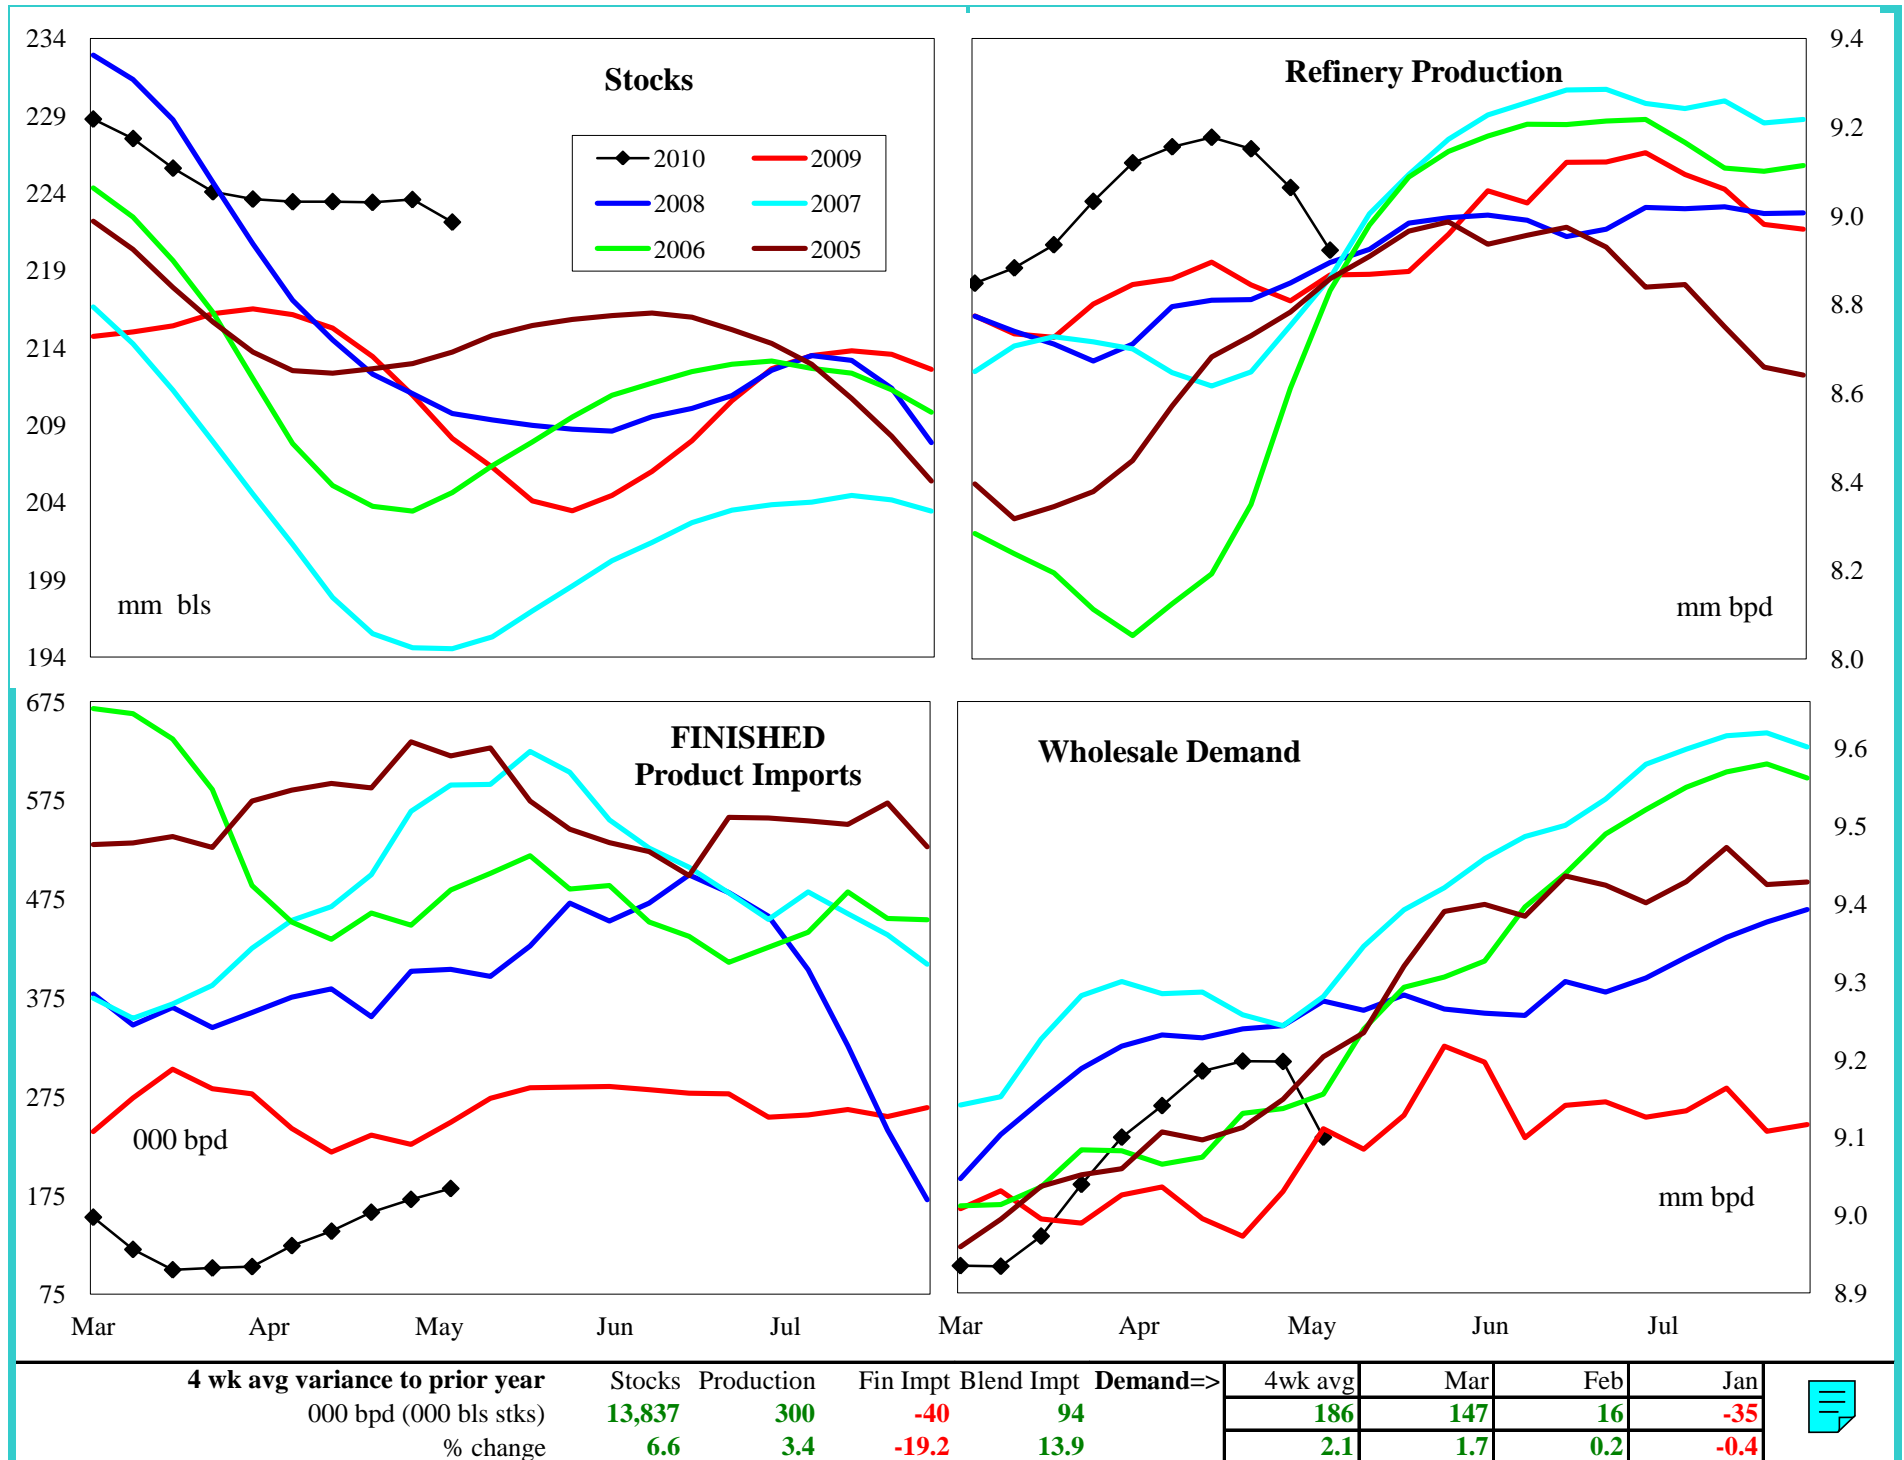 Stocks
234
229
224
219
214
209
204
199
194
2010 2009
2008 2007
2006 2005
mm bls
Refinery Production
9.4
9.2
9.0
8.8
8.6
8.4
8.2
8.0
mm bpd
FINISHED
Product Imports
675
575
475
375
275
175
75
000 bpd
Mar Apr May Jun Jul
Wholesale Demand
9.6
9.5
9.4
9.3
9.2
9.1
9.0
8.9
mm bpd
Mar Apr May Jun Jul
4 wk avg variance to prior year Stocks Production Fin Impt Blend Impt Demand=> 4wk avg Mar Feb Jan
000 bpd (000 bls stks) 13,837 300 -40 94 186 147 16 -35
% change 6.6 3.4 -19.2 13.9 2.1 1.7 0.2 -0.4